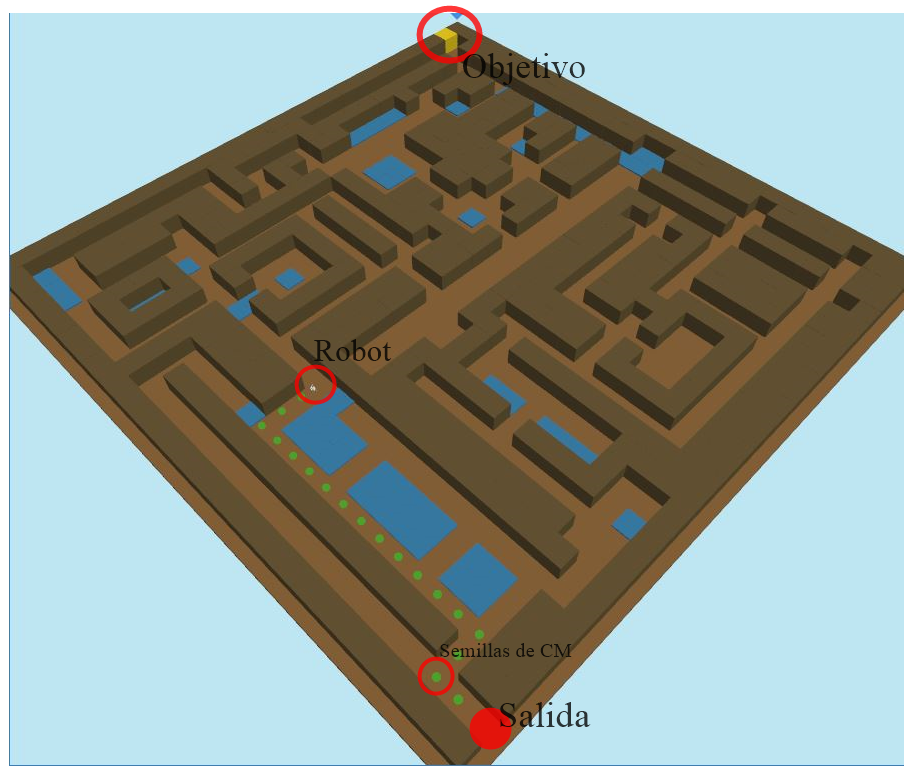 Objetivo
Robot
Semillas de CM
Salida